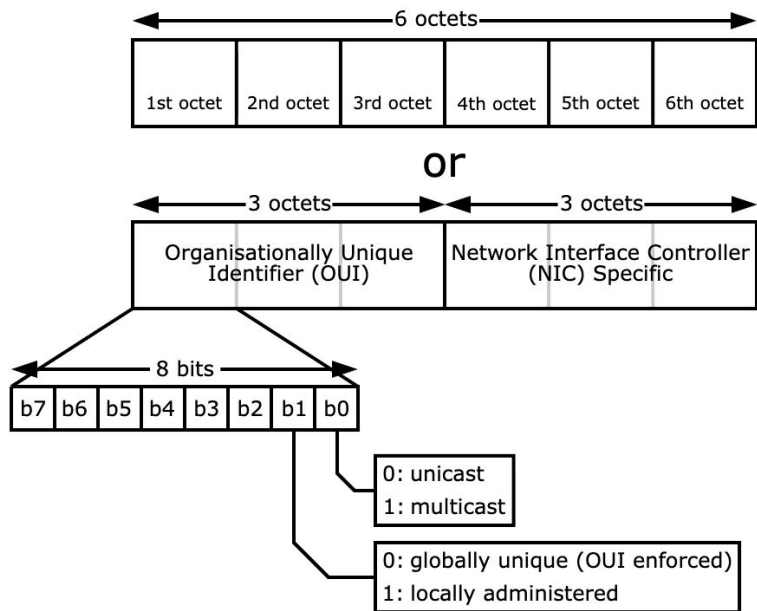 6 octets
1st octet
2nd octet
3rd octet
4th octet
5th octet
6th octet
or
3 octets
3 octets
Organisationally Unique
Identifier (OUI)
Network Interface Controller
(NIC) Specific
8 bits
b7
b6
b5
b4
b3
b2
b1
b0
0: unicast
1: multicast
0: globally unique (OUI enforced)
1: locally administered